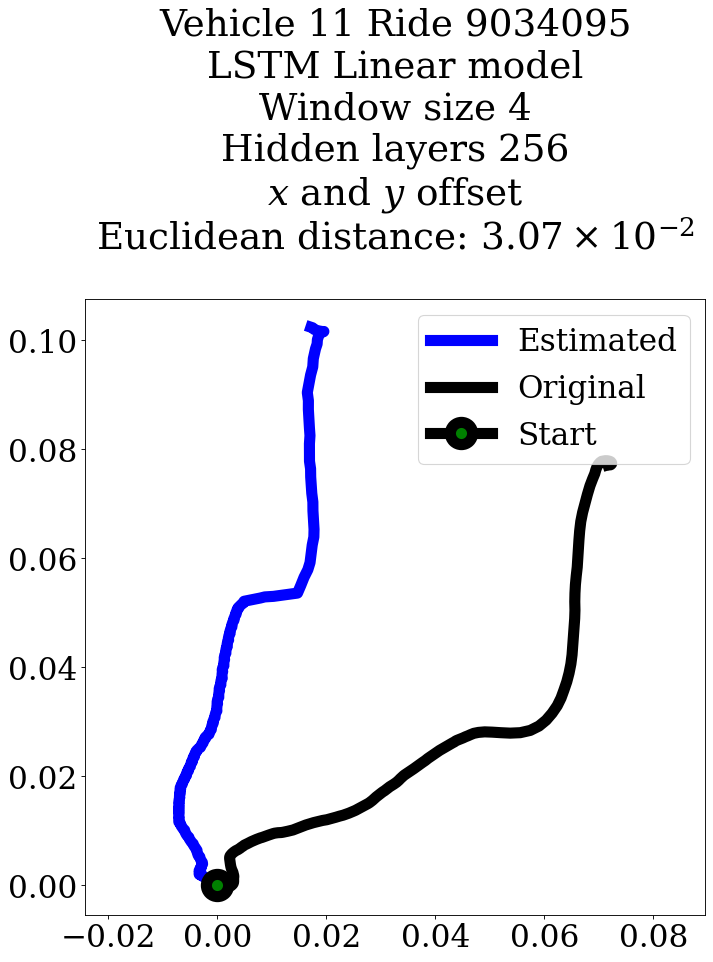 Vehicle 11 Ride 9034095
LSTM Linear model
Window size 4
Hidden layers 256
x and y offset
Euclidean distance: 3.07 × 10⁻²
Estimated
Original
Start
0.10
0.08
0.06
0.04
0.02
0.00
−0.02 0.00 0.02 0.04 0.06 0.08